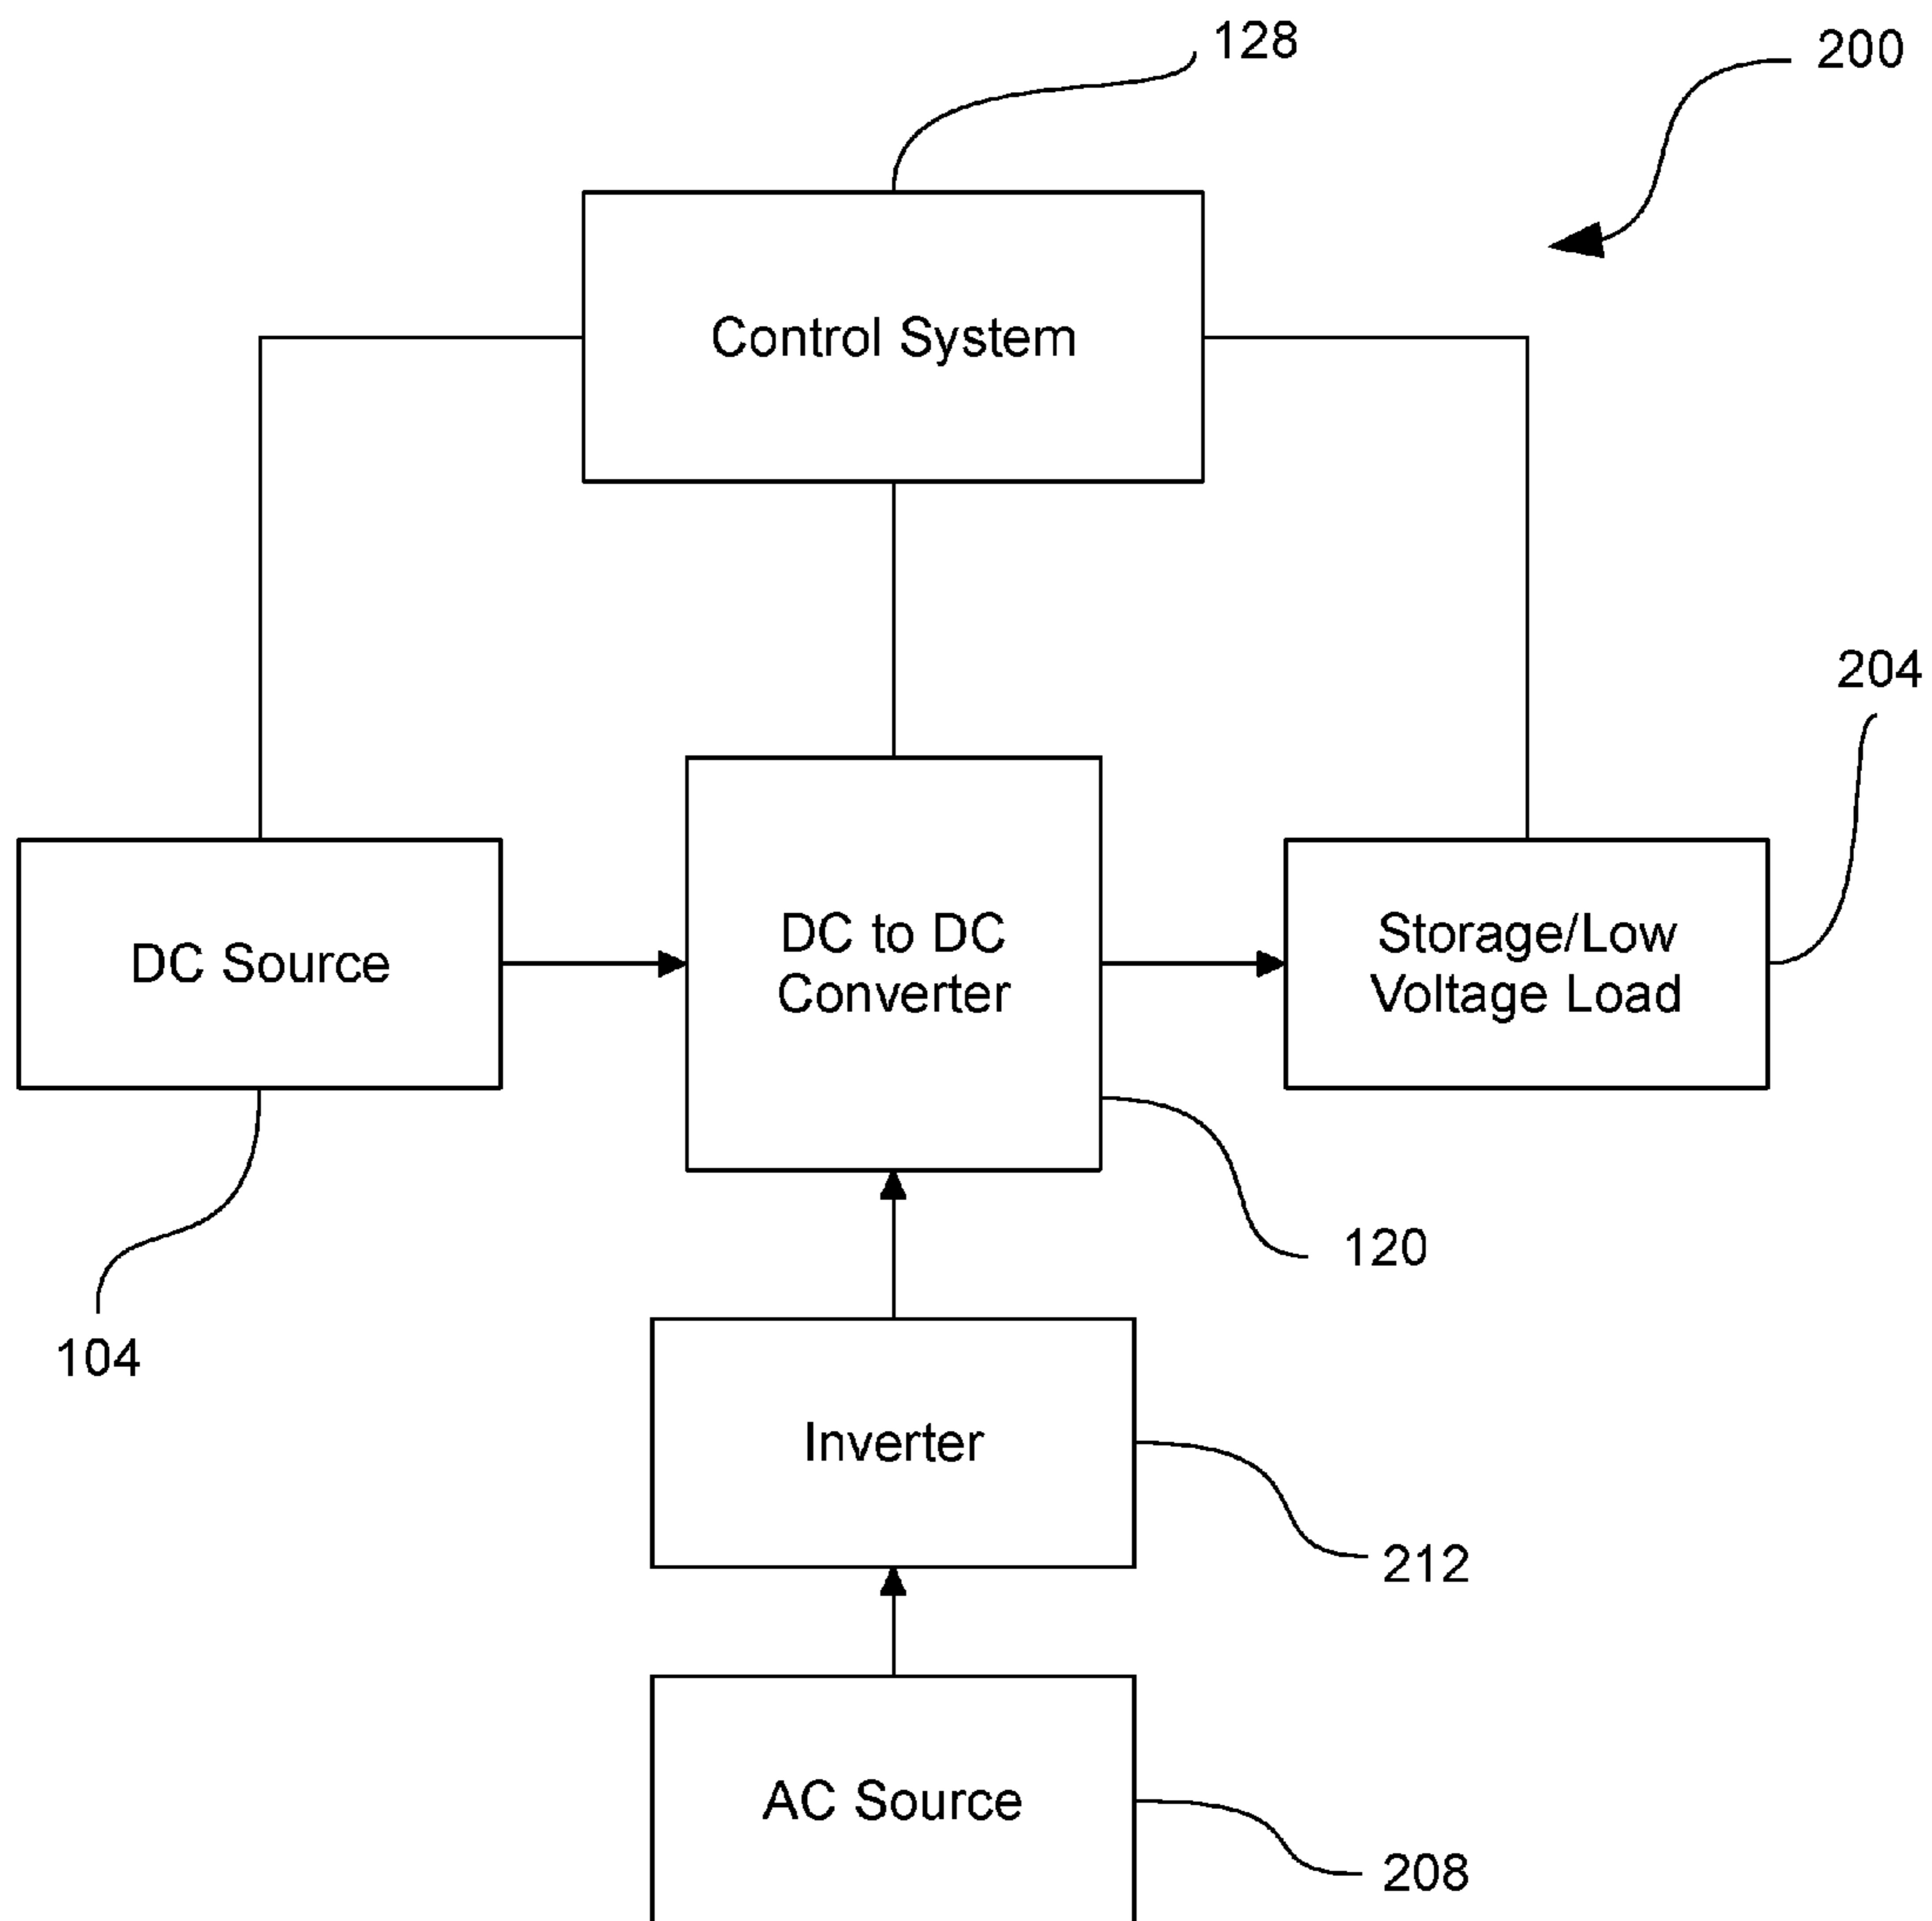 128
200
Control System
204
DC Source
DC to DC
Converter
Storage/Low
Voltage Load
120
104
Inverter
212
AC Source
208